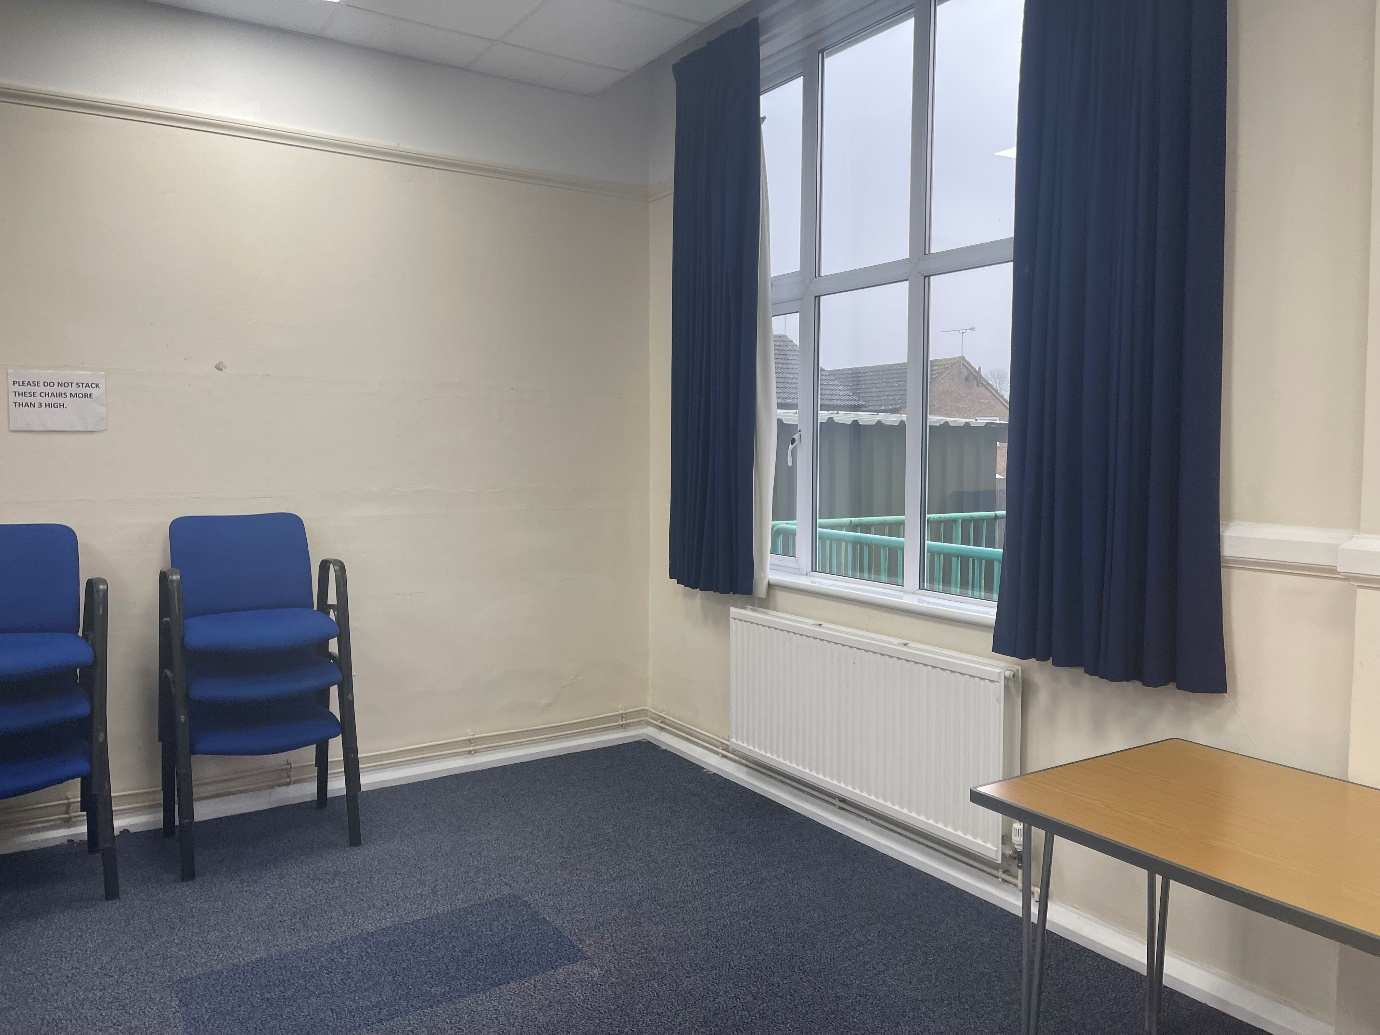 PLEASE DO NOT STACK
THESE CHAIRS MORE
THAN 3 HIGH.